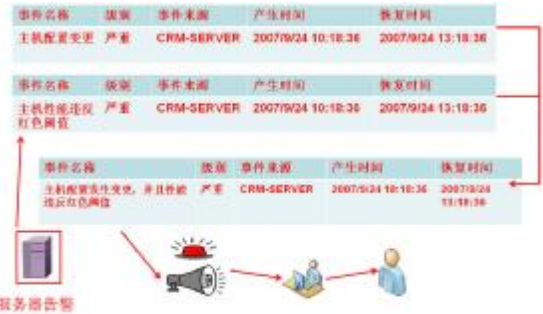 事件名称 级别 事件来源 产生时间 恢复时间
主机配置变更 严重 CRM-SERVER 2007/9/24 10:18:36 2007/9/24 13:18:36
事件名称 级别 事件来源 产生时间 恢复时间
主机性能违反 严重 CRM-SERVER 2007/9/24 10:18:36 2007/9/24 13:18:36
红色阈值
事件名称 级别 事件来源 产生时间 恢复时间
主机配置发生变更，并且性能 严重 CRM-SERVER 2007/9/24 10:18:36 2007/9/24
违反红色阈值 13:18:36
服务器告警